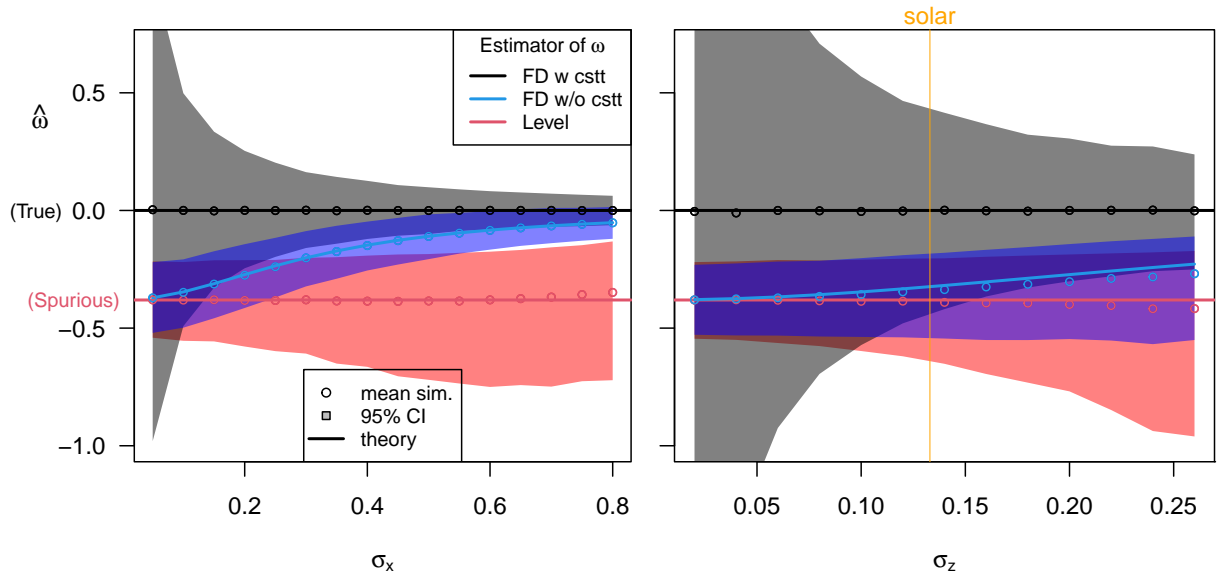 solar
Estimator of ω
FD w cstt
FD w/o cstt
Level
ω̂
0.5
(True) 0.0
(Spurious)
−0.5
−1.0
mean sim.
95% CI
theory
0.2 0.4 0.6 0.8
0.05 0.10 0.15 0.20 0.25
σx
σz